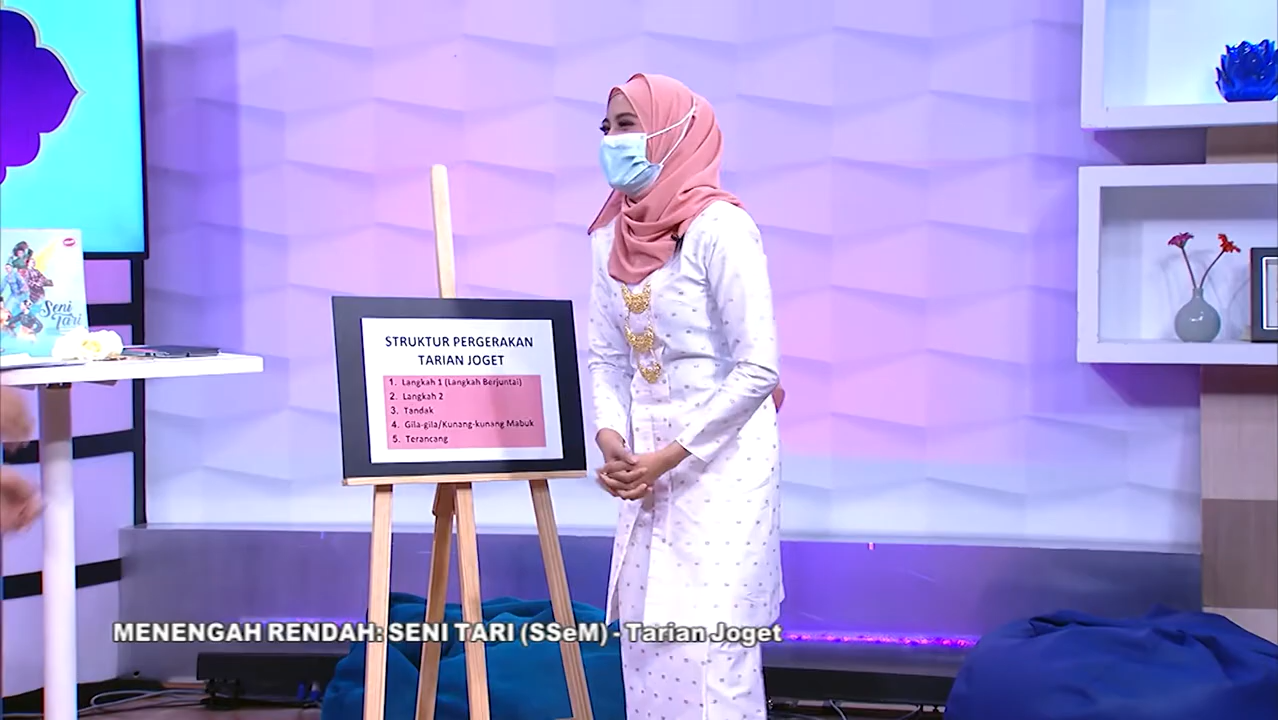 Seni
Tari
STRUKTUR PERGERAKAN
TARIAN JOGET
1. Langkah 1 (Langkah Berjuntai)
2. Langkah 2
3. Tandak
4. Gila-gila/Kunang-kunang Mabuk
5. Terancang
MENENGAH RENDAH: SENI TARI (SSeM) - Tarian Joget